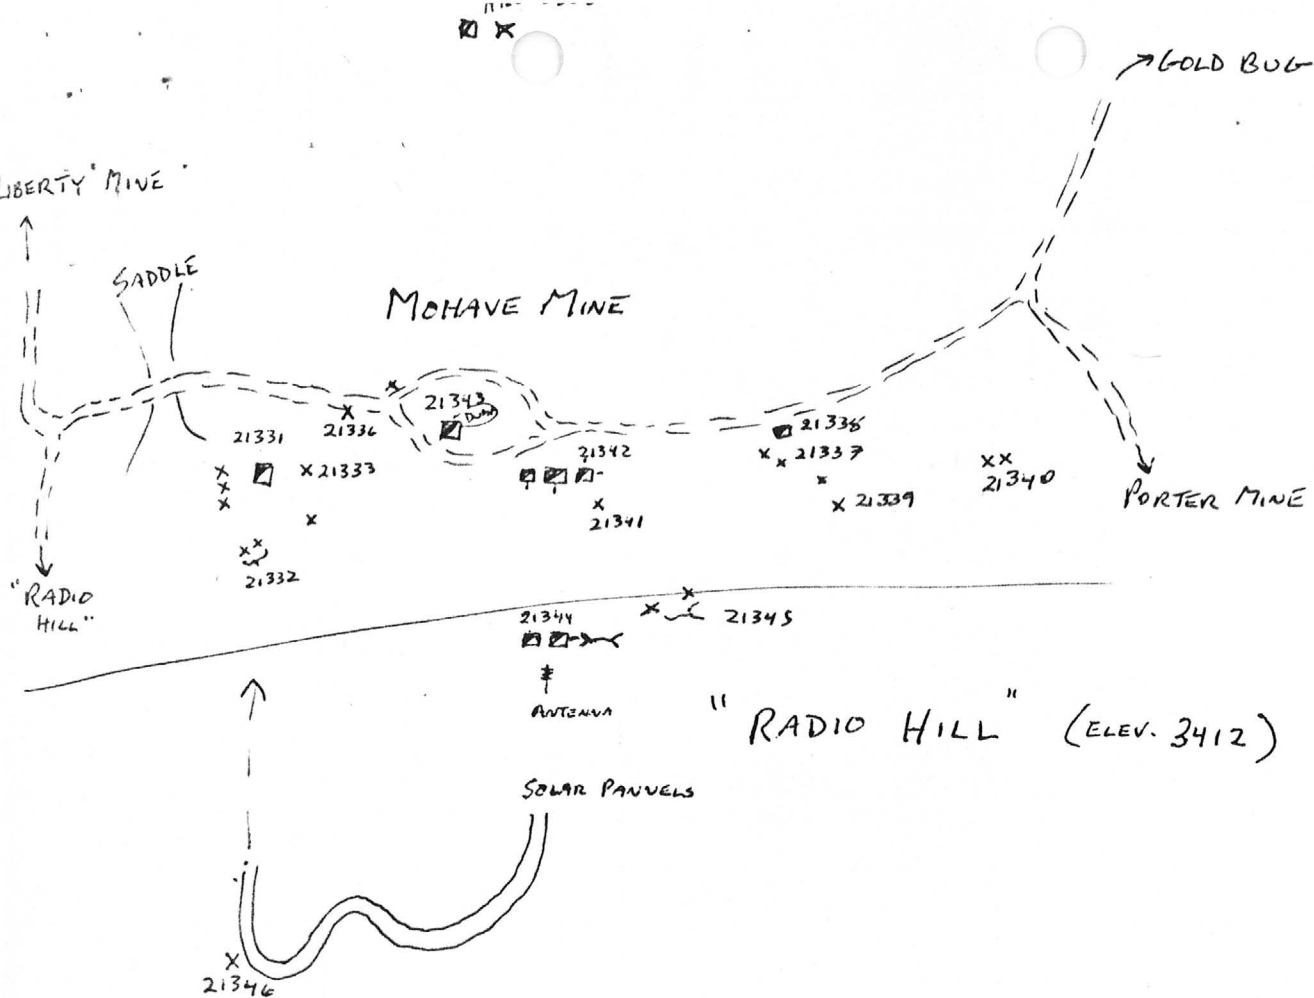 GOLD BUG
LIBERTY" MINE
SADDLE
MOHAVE MINE
21343
DUMP
21336
21338
21331
21342
21337
21333
21340
21339
PORTER MINE
21341
21332
"RADIO
HILL"
21344
21345
ANTENNA
"RADIO HILL" (ELEV. 3412)
SOLAR PANNELS
21346